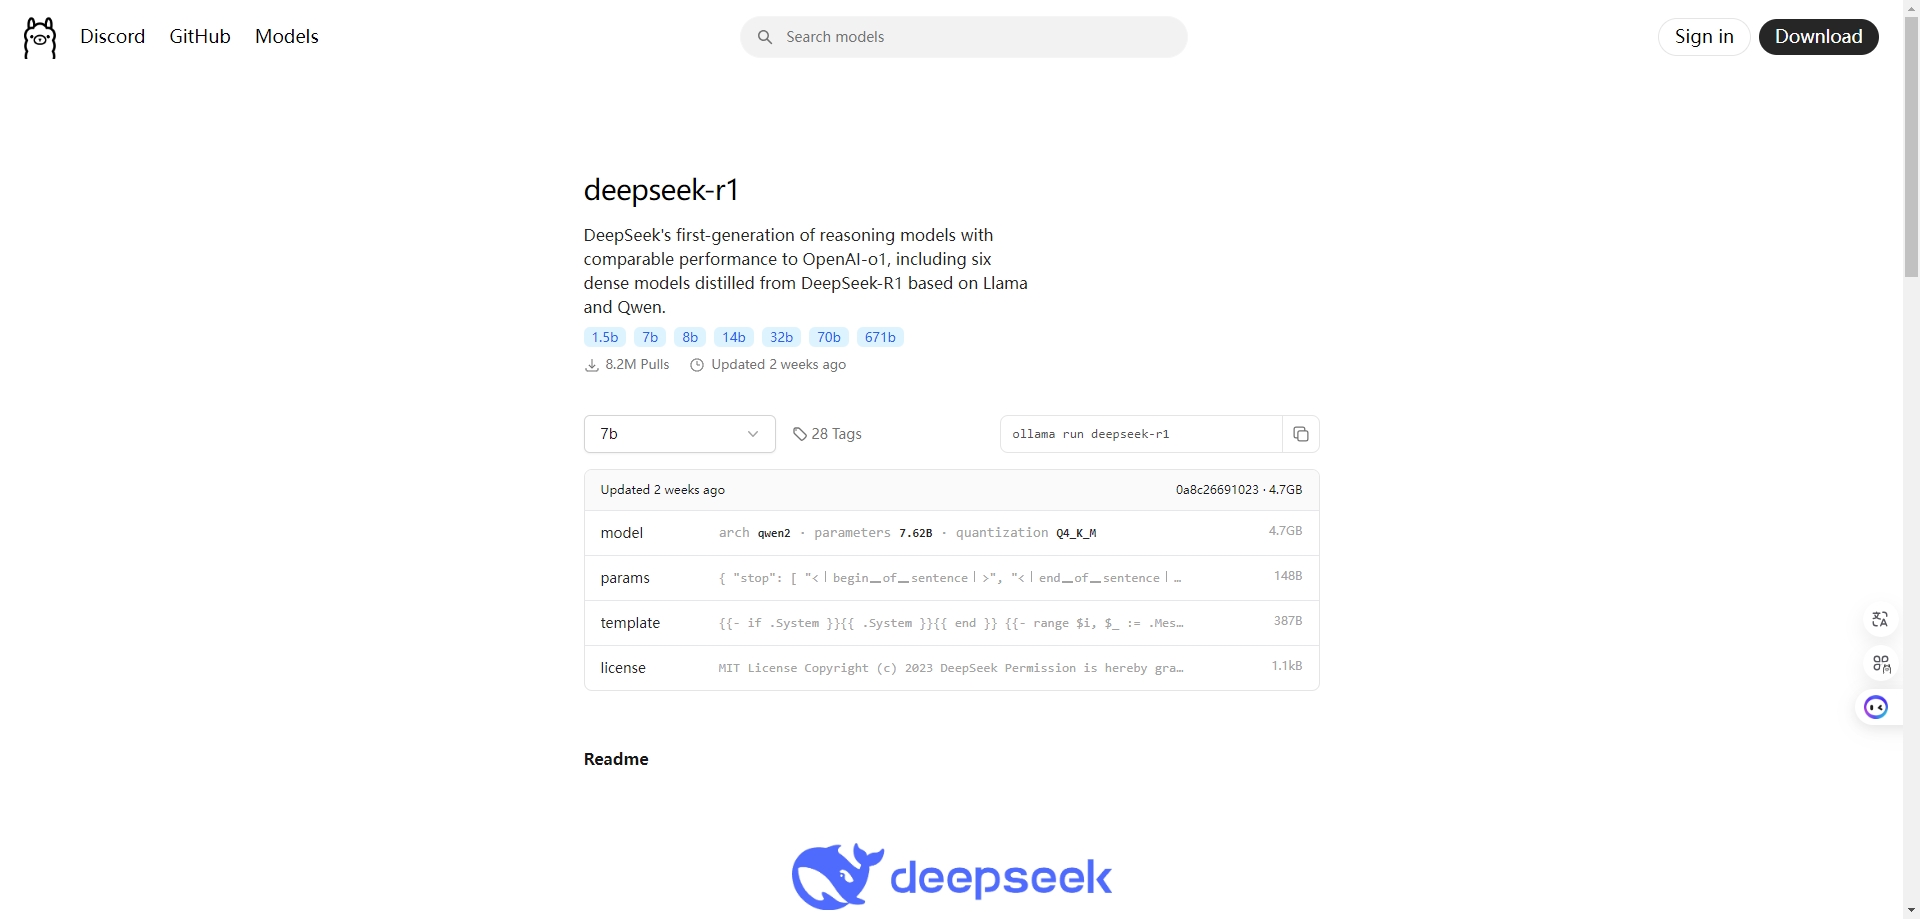 Discord GitHub Models
Search models
Sign in Download
deepseek-r1
DeepSeek's first-generation of reasoning models with
comparable performance to OpenAI-o1, including six
dense models distilled from DeepSeek-R1 based on Llama
and Qwen.
1.5b 7b 8b 14b 32b 70b 671b
8.2M Pulls Updated 2 weeks ago
7b 28 Tags ollama run deepseek-r1
Updated 2 weeks ago 0a8c26691023 · 4.7GB
model arch qwen2 · parameters 7.62B · quantization Q4_K_M 4.7GB
params { "stop": [ "<｜begin▁of▁sentence｜>", "<｜end▁of▁sentence｜… 148B
template {{- if .System }}{{ .System }}{{ end }} {{- range $i, $_ := .Mes… 387B
license MIT License Copyright (c) 2023 DeepSeek Permission is hereby gra… 1.1kB
Readme
deepseek